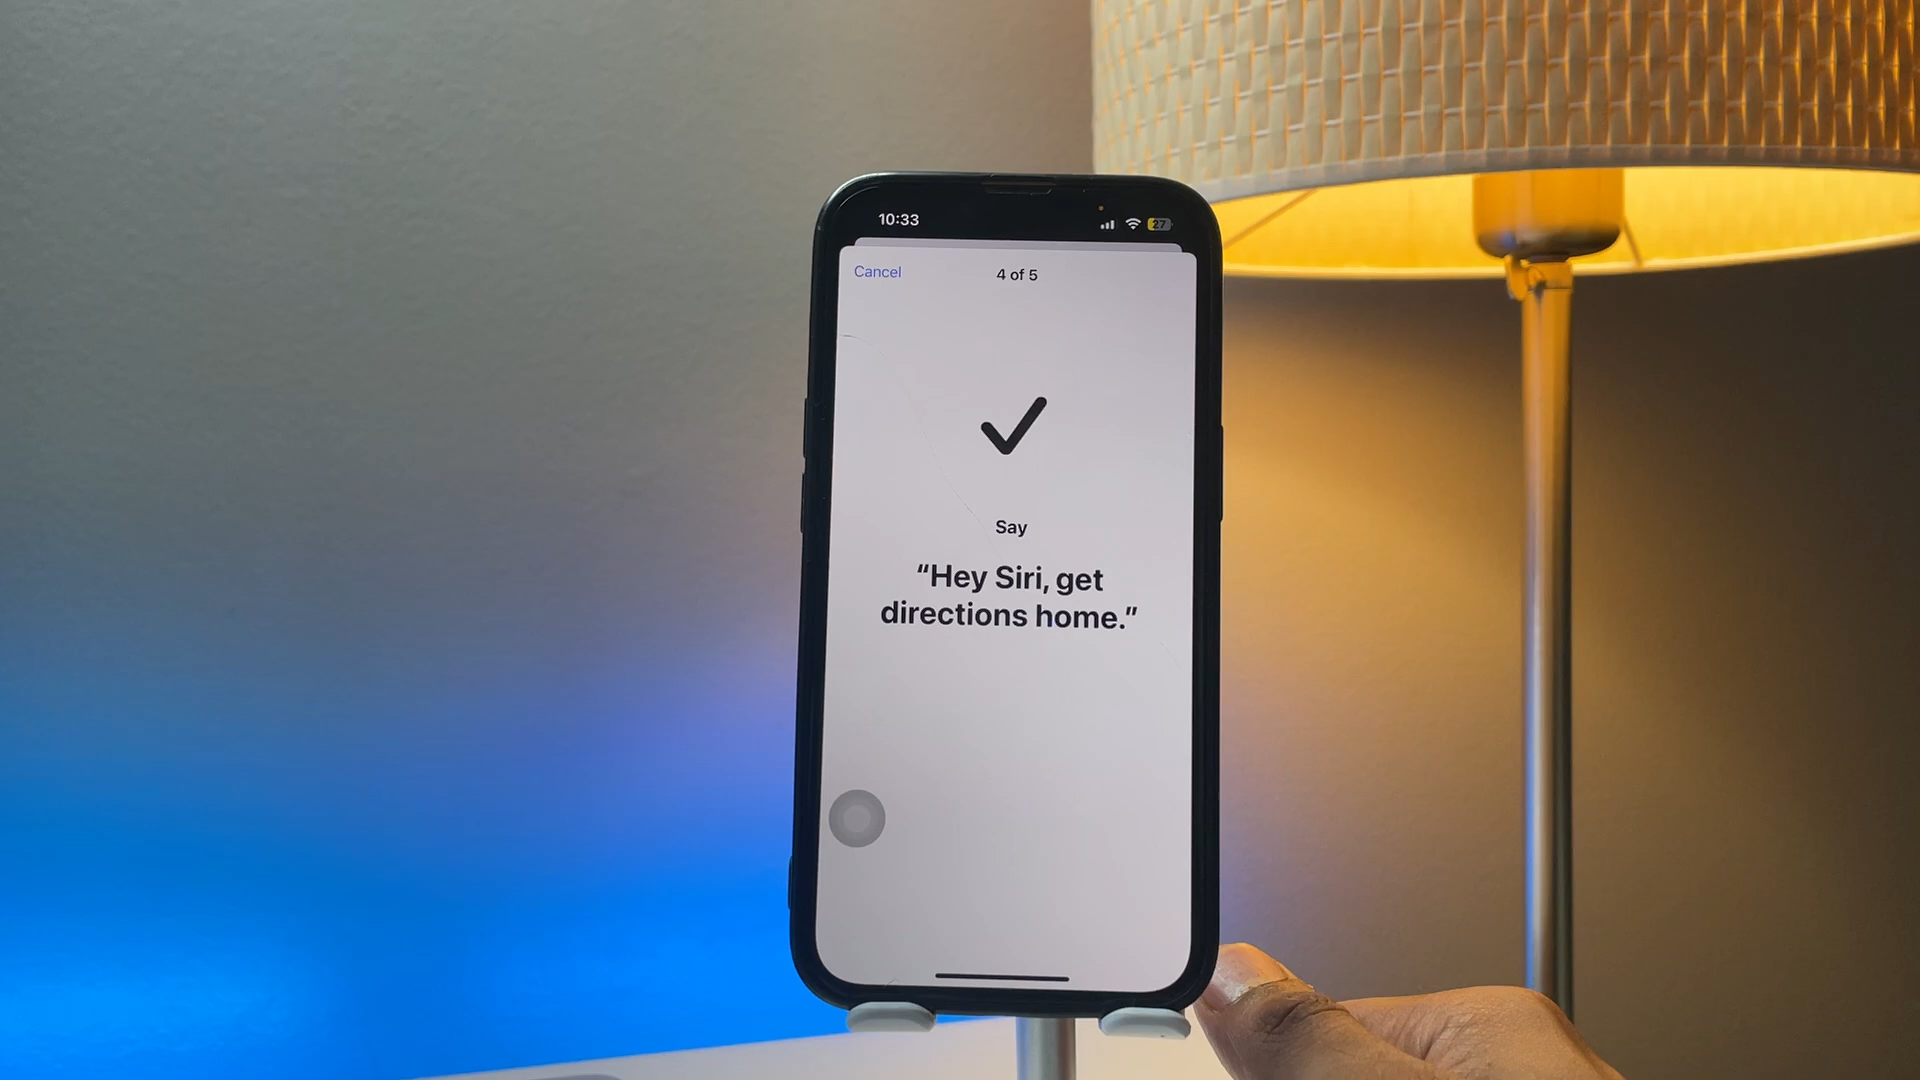 10:33
27
Cancel
4 of 5
Say
“Hey Siri, get
directions home.”